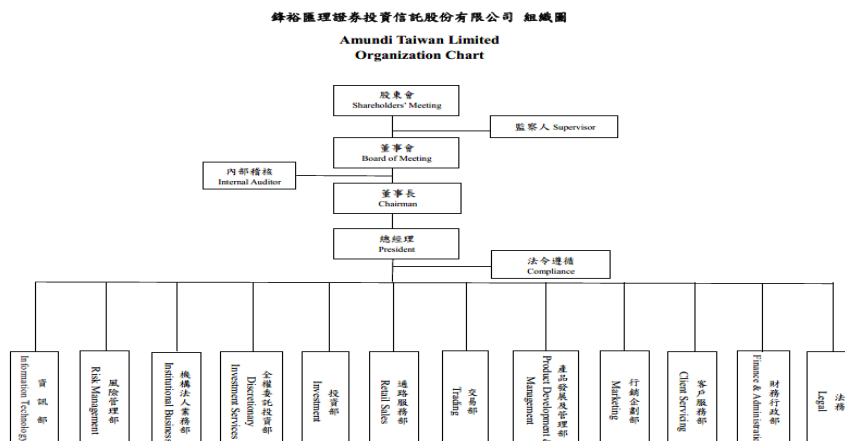 鋒裕匯理證券投資信託股份有限公司 組織圖
Amundi Taiwan Limited
Organization Chart
股東會
Shareholders' Meeting
監察人 Supervisor
董事會
Board of Meeting
內部稽核
Internal Auditor
董事長
Chairman
總經理
President
法令遵循
Compliance
資訊部
Information Technology
風險管理部
Risk Management
機構法人業務部
Institutional Business
全權委託投資部
Discretionary
Investment Services
投資部
Investment
通路服務部
Retail Sales
交易部
Trading
產品發展及管理部
Product Development &
Management
行銷企劃部
Marketing
客戶服務部
Client Servicing
財務行政部
Finance & Administratio
法務
Legal